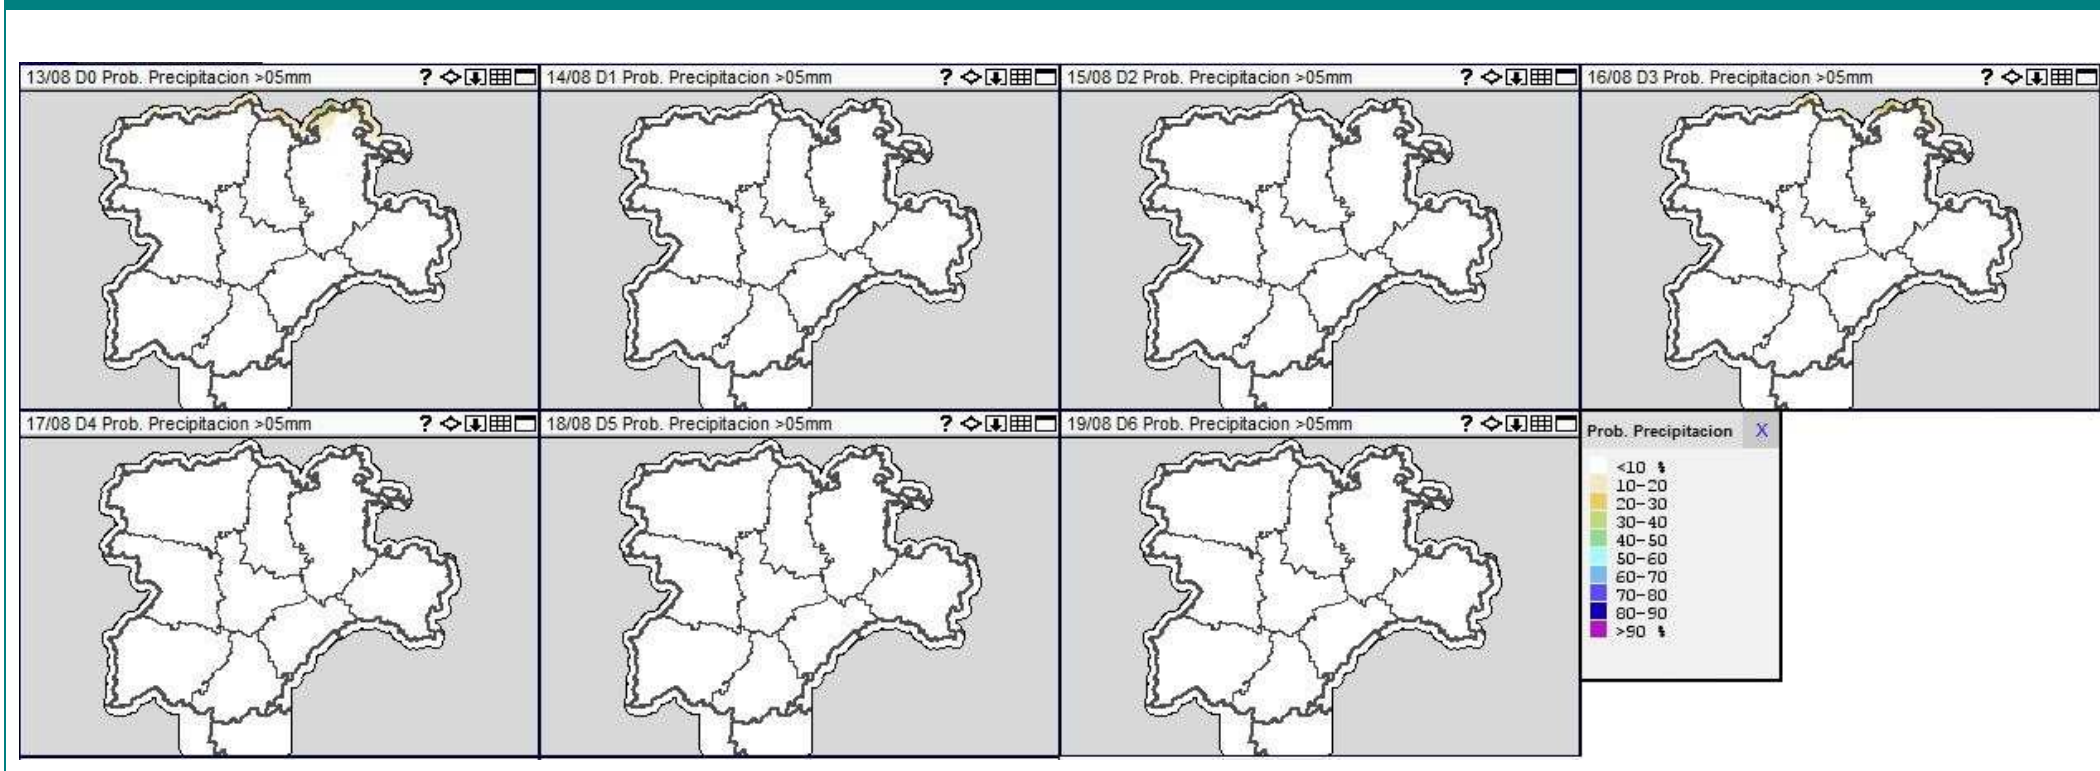 13/08 D0 Prob. Precipitacion >05mm ?
14/08 D1 Prob. Precipitacion >05mm ?
15/08 D2 Prob. Precipitacion >05mm ?
16/08 D3 Prob. Precipitacion >05mm ?
17/08 D4 Prob. Precipitacion >05mm ?
18/08 D5 Prob. Precipitacion >05mm ?
19/08 D6 Prob. Precipitacion >05mm ?
Prob. Precipitacion X
<10 %
10-20
20-30
30-40
40-50
50-60
60-70
70-80
80-90
>90 %